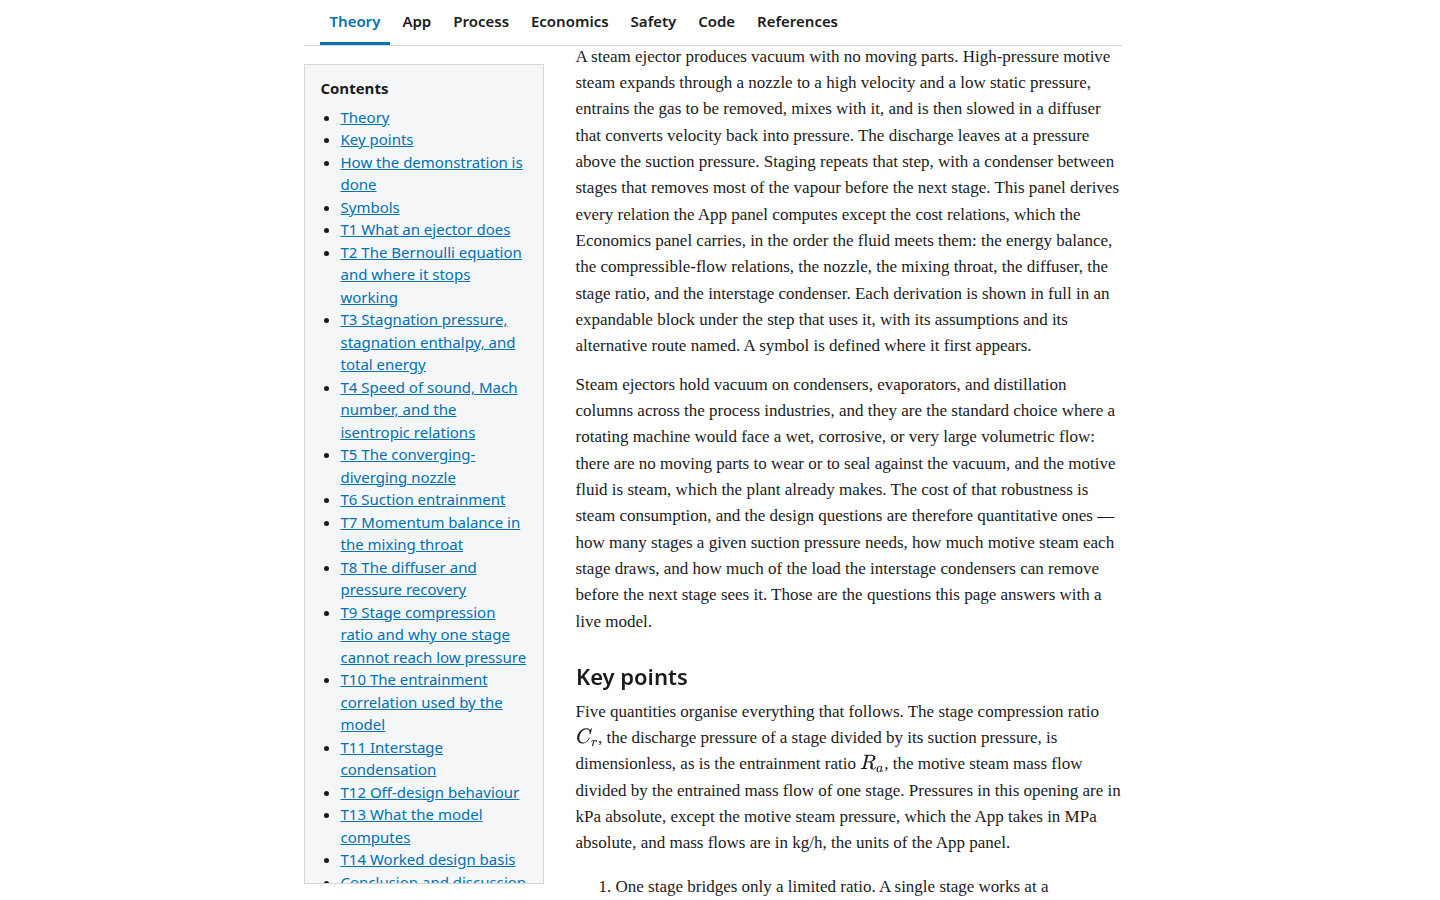 Theory App Process Economics Safety Code References
Contents
Theory
Key points
How the demonstration is
done
Symbols
T1 What an ejector does
T2 The Bernoulli equation
and where it stops
working
T3 Stagnation pressure,
stagnation enthalpy, and
total energy
T4 Speed of sound, Mach
number, and the
isentropic relations
T5 The converging-
diverging nozzle
T6 Suction entrainment
T7 Momentum balance in
the mixing throat
T8 The diffuser and
pressure recovery
T9 Stage compression
ratio and why one stage
cannot reach low pressure
T10 The entrainment
correlation used by the
model
T11 Interstage
condensation
T12 Off-design behaviour
T13 What the model
computes
T14 Worked design basis
Conclusion and discussion
A steam ejector produces vacuum with no moving parts. High-pressure motive
steam expands through a nozzle to a high velocity and a low static pressure,
entrains the gas to be removed, mixes with it, and is then slowed in a diffuser
that converts velocity back into pressure. The discharge leaves at a pressure
above the suction pressure. Staging repeats that step, with a condenser between
stages that removes most of the vapour before the next stage. This panel derives
every relation the App panel computes except the cost relations, which the
Economics panel carries, in the order the fluid meets them: the energy balance,
the compressible-flow relations, the nozzle, the mixing throat, the diffuser, the
stage ratio, and the interstage condenser. Each derivation is shown in full in an
expandable block under the step that uses it, with its assumptions and its
alternative route named. A symbol is defined where it first appears.
Steam ejectors hold vacuum on condensers, evaporators, and distillation
columns across the process industries, and they are the standard choice where a
rotating machine would face a wet, corrosive, or very large volumetric flow:
there are no moving parts to wear or to seal against the vacuum, and the motive
fluid is steam, which the plant already makes. The cost of that robustness is
steam consumption, and the design questions are therefore quantitative ones —
how many stages a given suction pressure needs, how much motive steam each
stage draws, and how much of the load the interstage condensers can remove
before the next stage sees it. Those are the questions this page answers with a
live model.
Key points
Five quantities organise everything that follows. The stage compression ratio
C_r, the discharge pressure of a stage divided by its suction pressure, is
dimensionless, as is the entrainment ratio R_a, the motive steam mass flow
divided by the entrained mass flow of one stage. Pressures in this opening are in
kPa absolute, except the motive steam pressure, which the App takes in MPa
absolute, and mass flows are in kg/h, the units of the App panel.
1. One stage bridges only a limited ratio. A single stage works at a